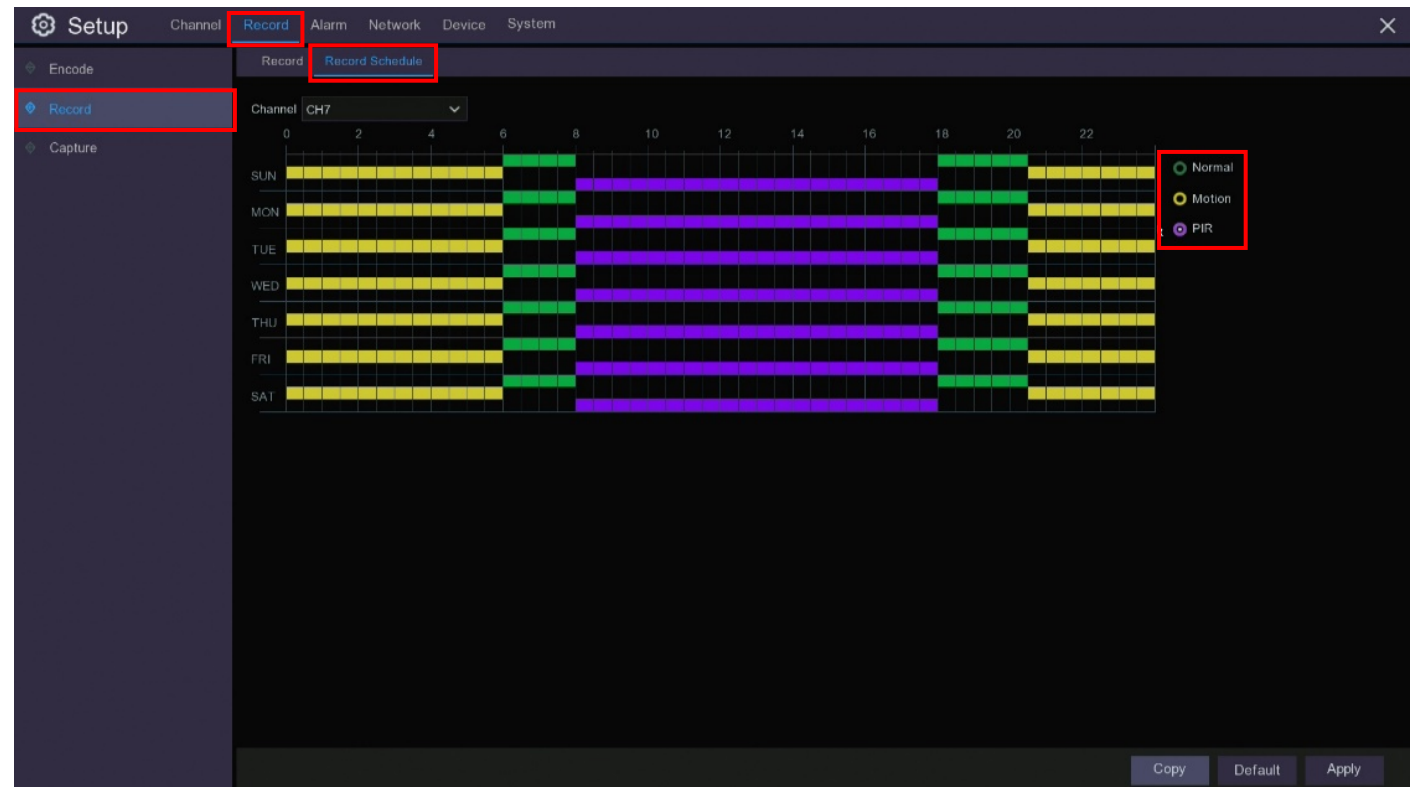 Setup Channel Record Alarm Network Device System
Encode
Record
Capture
Record Record Schedule
Channel CH7
0 2 4 6 8 10 12 14 16 18 20 22
SUN
MON
TUE
WED
THU
FRI
SAT
Normal
Motion
PIR
Copy Default Apply